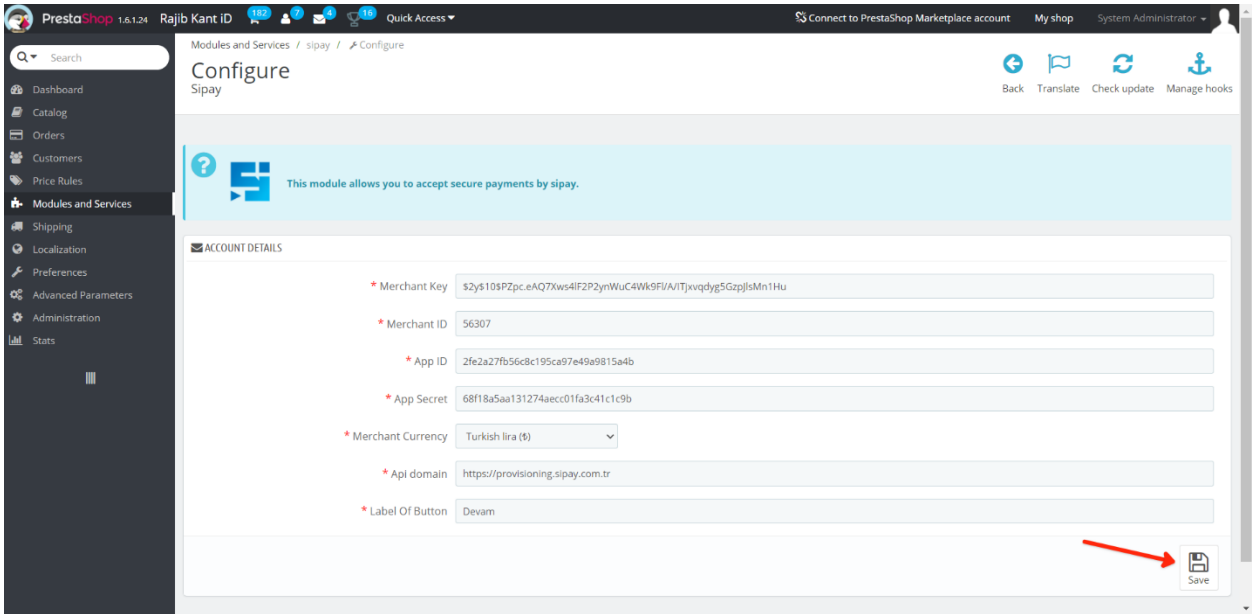 PrestaShop 1.6.1.24 Rajib Kant iD 182 7 4 16 Quick Access Connect to PrestaShop Marketplace account My shop System Administrator
Search
Dashboard
Catalog
Orders
Customers
Price Rules
Modules and Services
Shipping
Localization
Preferences
Advanced Parameters
Administration
Stats
Modules and Services / sipay / Configure
Configure
Sipay
Back Translate Check update Manage hooks
This module allows you to accept secure payments by sipay.
ACCOUNT DETAILS
* Merchant Key $2y$10$PZpc.eAQ7Xws4lF2P2ynWuC4Wk9Fl/A/ITjxvqdyg5GzpJlsMn1Hu
* Merchant ID 56307
* App ID 2fe2a27fb56c8c195ca97e49a9815a4b
* App Secret 68f18a5aa131274aecc01fa3c41c1c9b
* Merchant Currency Turkish lira (₺)
* Api domain https://provisioning.sipay.com.tr
* Label Of Button Devam
Save